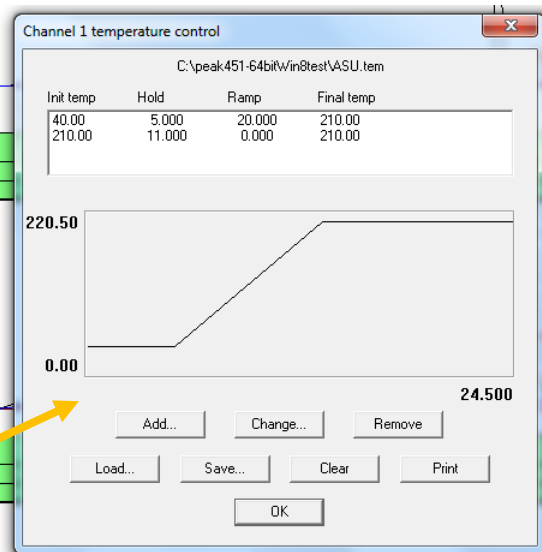 Channel 1 temperature control
C:\peak451-64bitWin8test\ASU.tem
Init temp Hold Ramp Final temp
40.00 5.000 20.000 210.00
210.00 11.000 0.000 210.00
220.50
0.00
24.500
Add... Change... Remove
Load... Save... Clear Print
OK